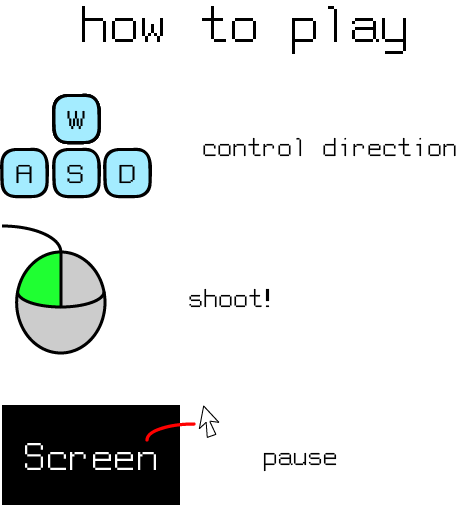 how to play
W
control direction
A S D
shoot!
Screen
pause